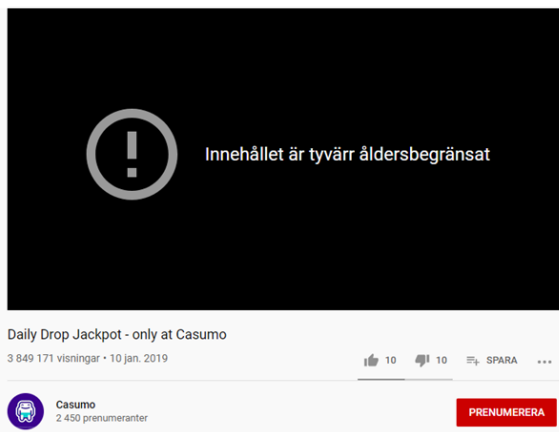 Innehållet är tyvärr åldersbegränsat
Daily Drop Jackpot - only at Casumo
3 849 171 visningar • 10 jan. 2019
10
10
SPARA
Casumo
2 450 prenumeranter
PRENUMERERA